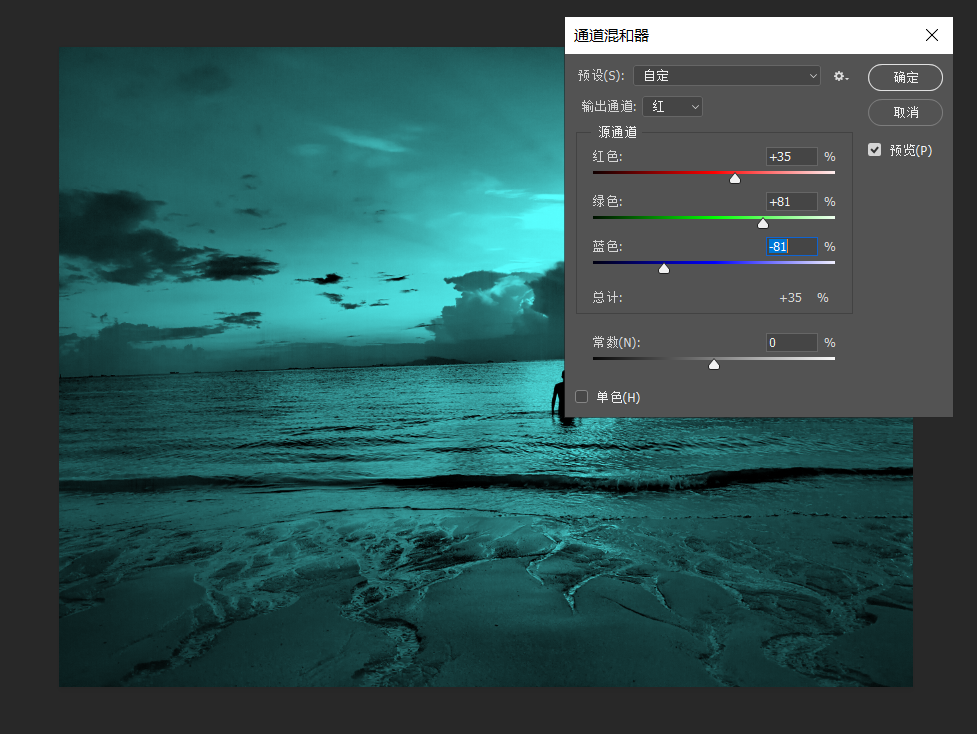 通道混和器
预设(S): 自定
确定
输出通道: 红
取消
源通道
预览(P)
红色: +35 %
绿色: +81 %
蓝色: -81 %
总计: +35 %
常数(N): 0 %
单色(H)